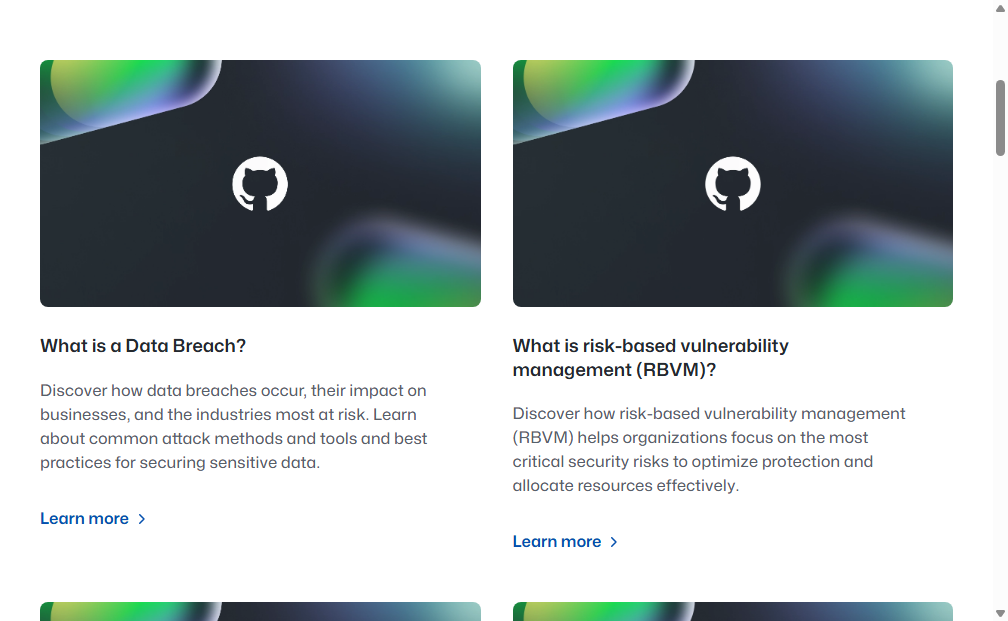 What is a Data Breach?
Discover how data breaches occur, their impact on
businesses, and the industries most at risk. Learn
about common attack methods and tools and best
practices for securing sensitive data.
Learn more
What is risk-based vulnerability
management (RBVM)?
Discover how risk-based vulnerability management
(RBVM) helps organizations focus on the most
critical security risks to optimize protection and
allocate resources effectively.
Learn more